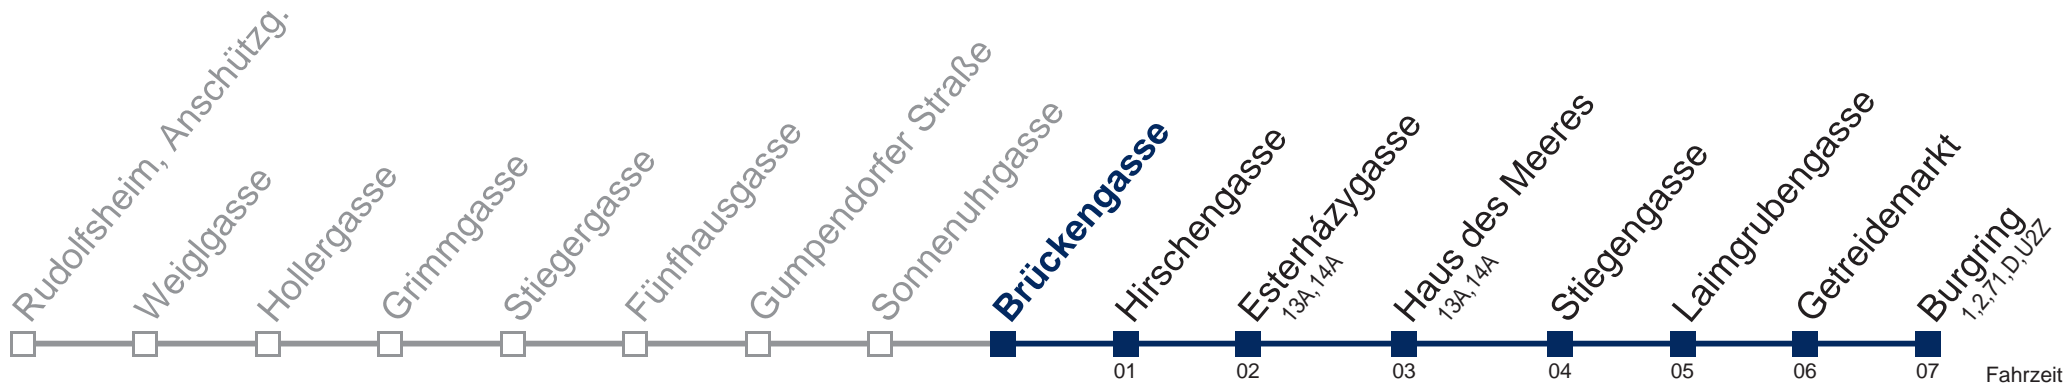 Rudolfsheim, Anschützg.
Weiglgasse
Hollergasse
Grimmgasse
Stiegergasse
Fünfhausgasse
Gumpendorfer Straße
Sonnenuhrgasse
Brückengasse
Hirschengasse
Esterházygasse
13A,14A
Haus des Meeres
13A,14A
Stiegengasse
Laimgrubengasse
Getreidemarkt
Burgring
1,2,71,D,U2Z
01 02 03 04 05 06 07 Fahrzeit